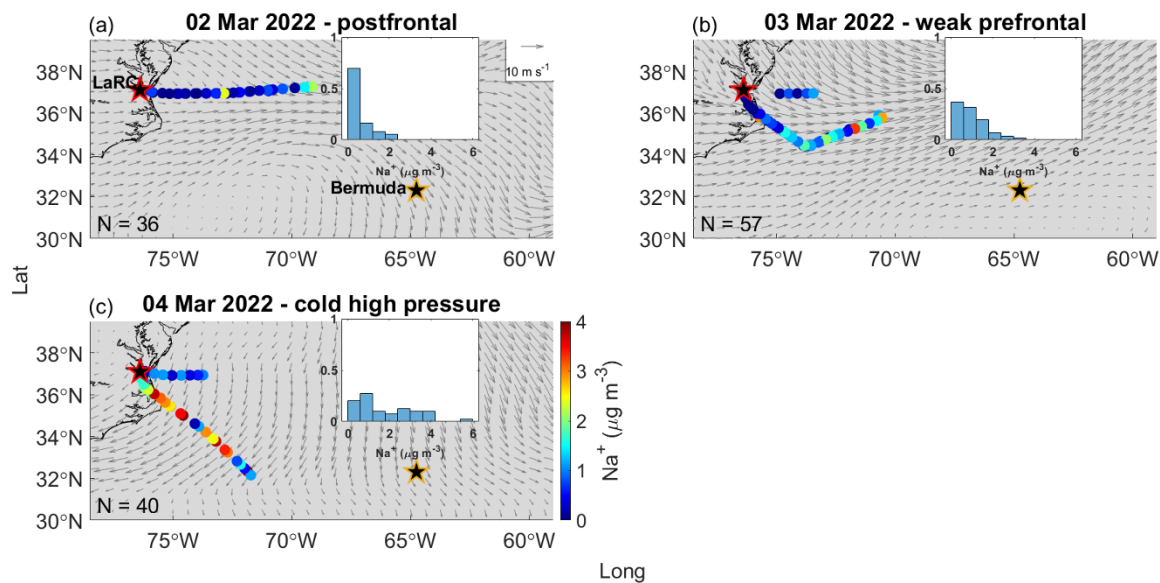 (a) 02 Mar 2022 - postfrontal
38°N
36°N
34°N
32°N
30°N
LaRC
10 m s⁻¹
1
0.5
0
0 2 4 6
Na⁺ (μg m⁻³)
Bermuda
N = 36
75°W 70°W 65°W 60°W
(b) 03 Mar 2022 - weak prefrontal
38°N
36°N
34°N
32°N
30°N
1
0.5
0
0 2 4 6
Na⁺ (μg m⁻³)
N = 57
75°W 70°W 65°W 60°W
Lat
(c) 04 Mar 2022 - cold high pressure
38°N
36°N
34°N
32°N
30°N
1
0.5
0
0 2 4 6
Na⁺ (μg m⁻³)
N = 40
75°W 70°W 65°W 60°W
4
3
2
1
0
Na⁺ (μg m⁻³)
Long